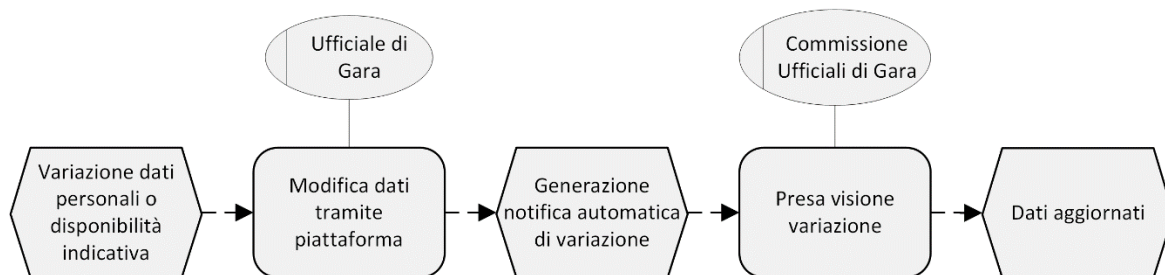 Ufficiale di
Gara
Commissione
Ufficiali di Gara
Variazione dati
personali o
disponibilità
indicativa
Modifica dati
tramite
piattaforma
Generazione
notifica automatica
di variazione
Presa visione
variazione
Dati aggiornati